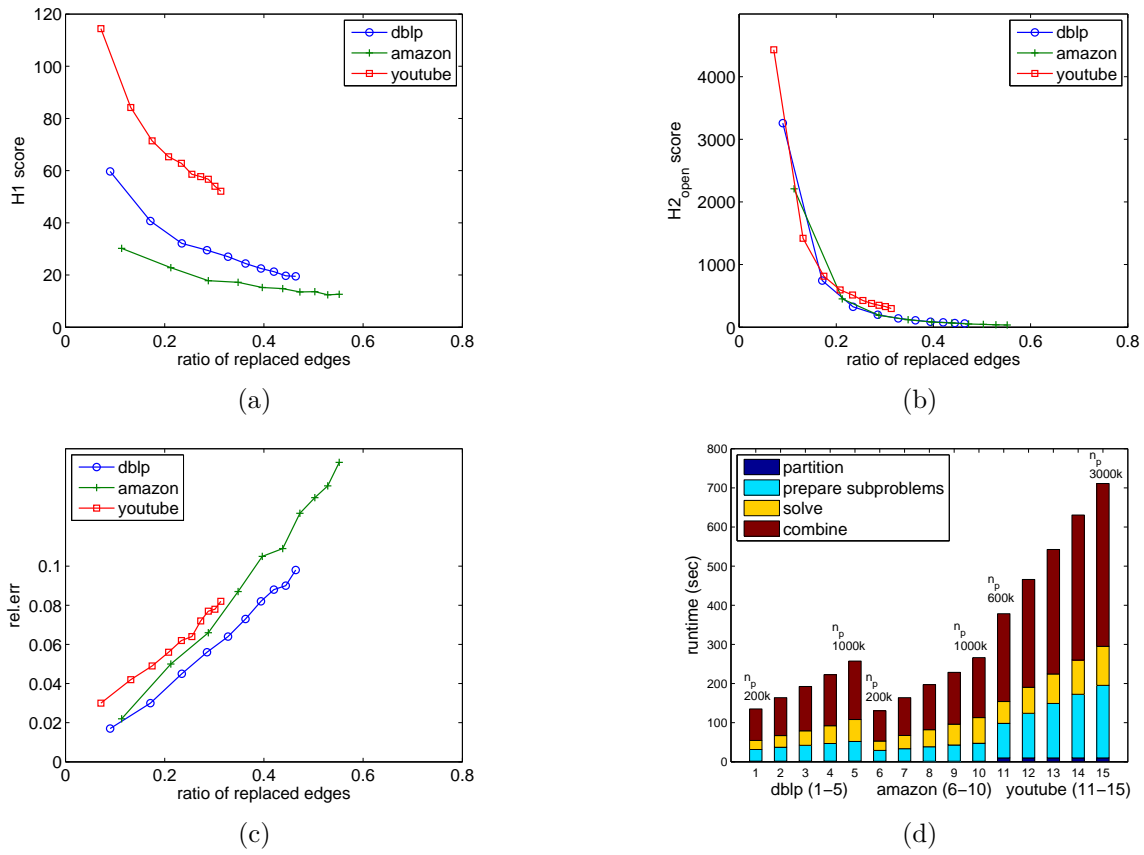 120
100
80
60
40
20
0
H1 score
dblp
amazon
youtube
0
0.2
0.4
0.6
0.8
ratio of replaced edges
(a)
4000
3000
2000
1000
0
H2open score
dblp
amazon
youtube
0
0.2
0.4
0.6
0.8
ratio of replaced edges
(b)
0.1
0.08
0.06
0.04
0.02
0
rel.err
dblp
amazon
youtube
0
0.2
0.4
0.6
0.8
ratio of replaced edges
(c)
800
700
600
500
400
300
200
100
0
runtime (sec)
partition
prepare subproblems
solve
combine
np
200k
np
1000k
np
200k
np
1000k
np
600k
np
3000k
1 2 3 4 5 6 7 8 9 10 11 12 13 14 15
dblp (1−5) amazon (6−10) youtube (11−15)
(d)